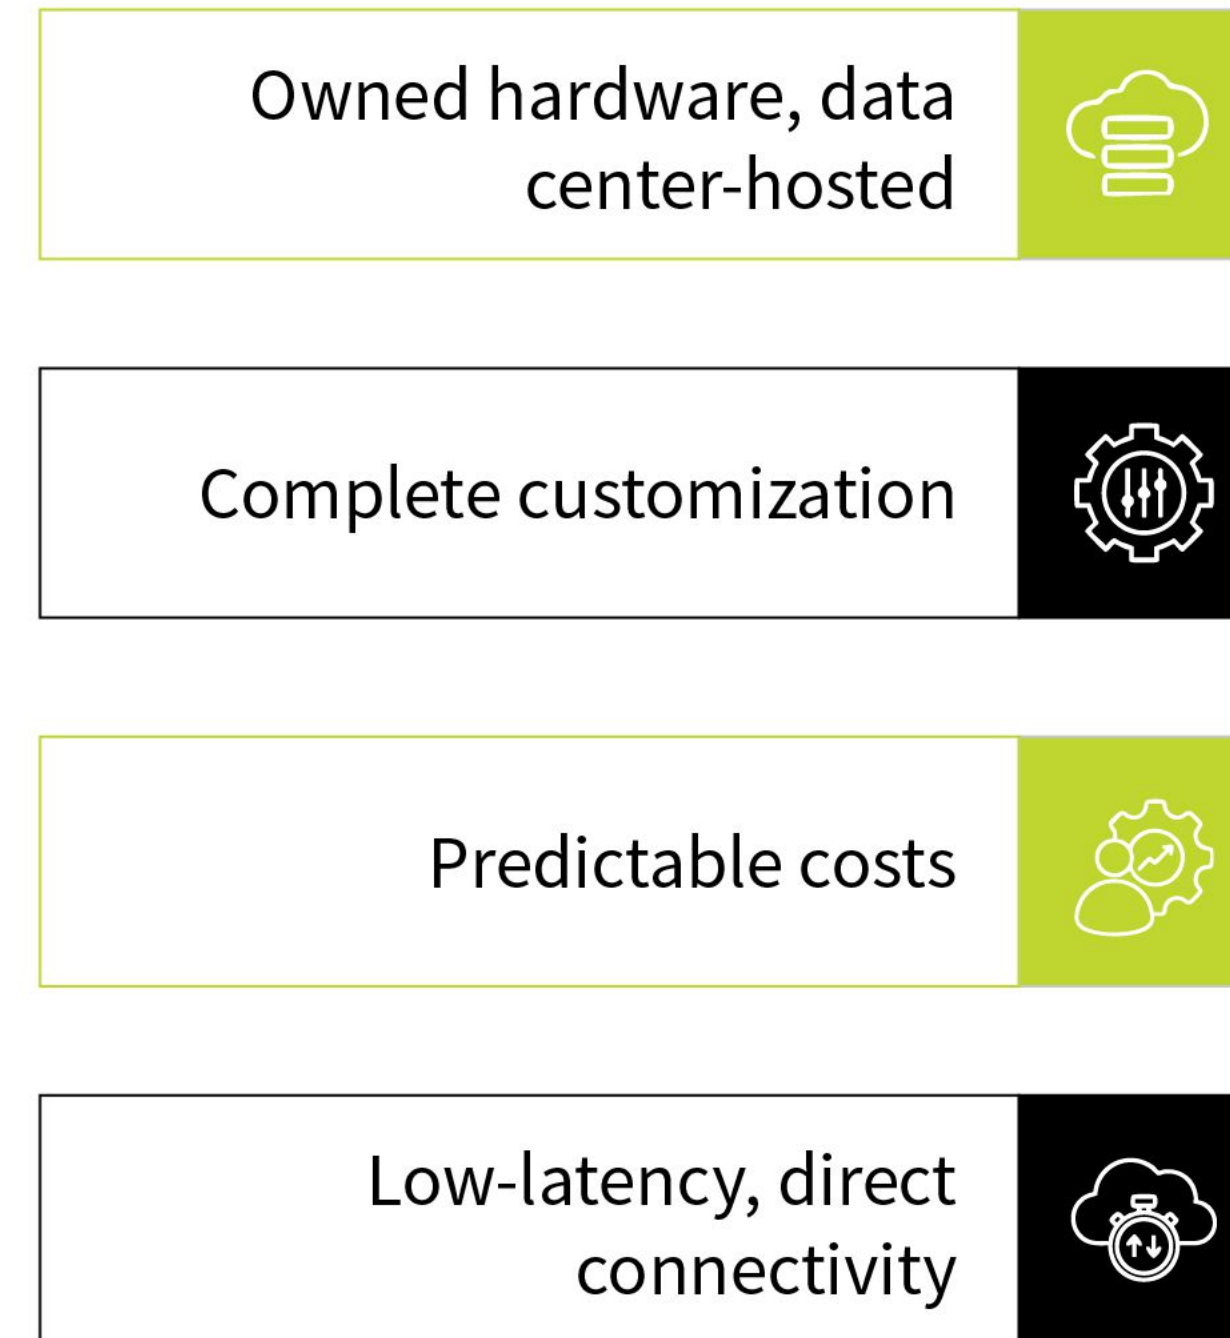 Owned hardware, data
center-hosted
Complete customization
Predictable costs
Low-latency, direct
connectivity